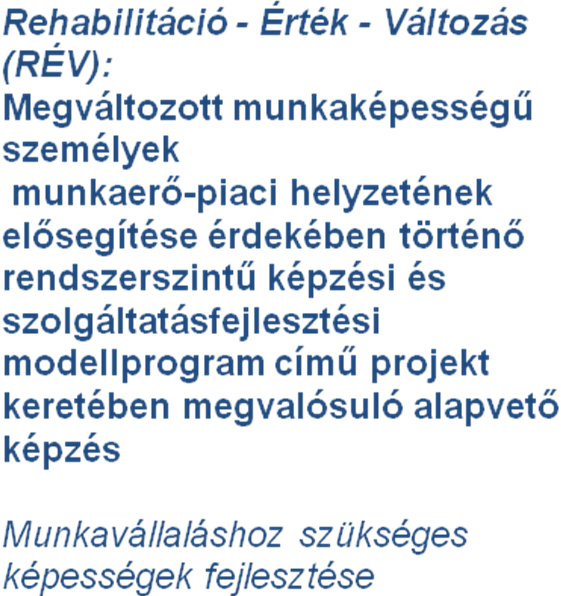 Rehabilitáció - Érték - Változás
(RÉV):
Megváltozott munkaképességű
személyek
munkaerő-piaci helyzetének
elősegítése érdekében történő
rendszerszintű képzési és
szolgáltatásfejlesztési
modellprogram című projekt
keretében megvalósuló alapvető
képzés
Munkavállaláshoz szükséges
képességek fejlesztése